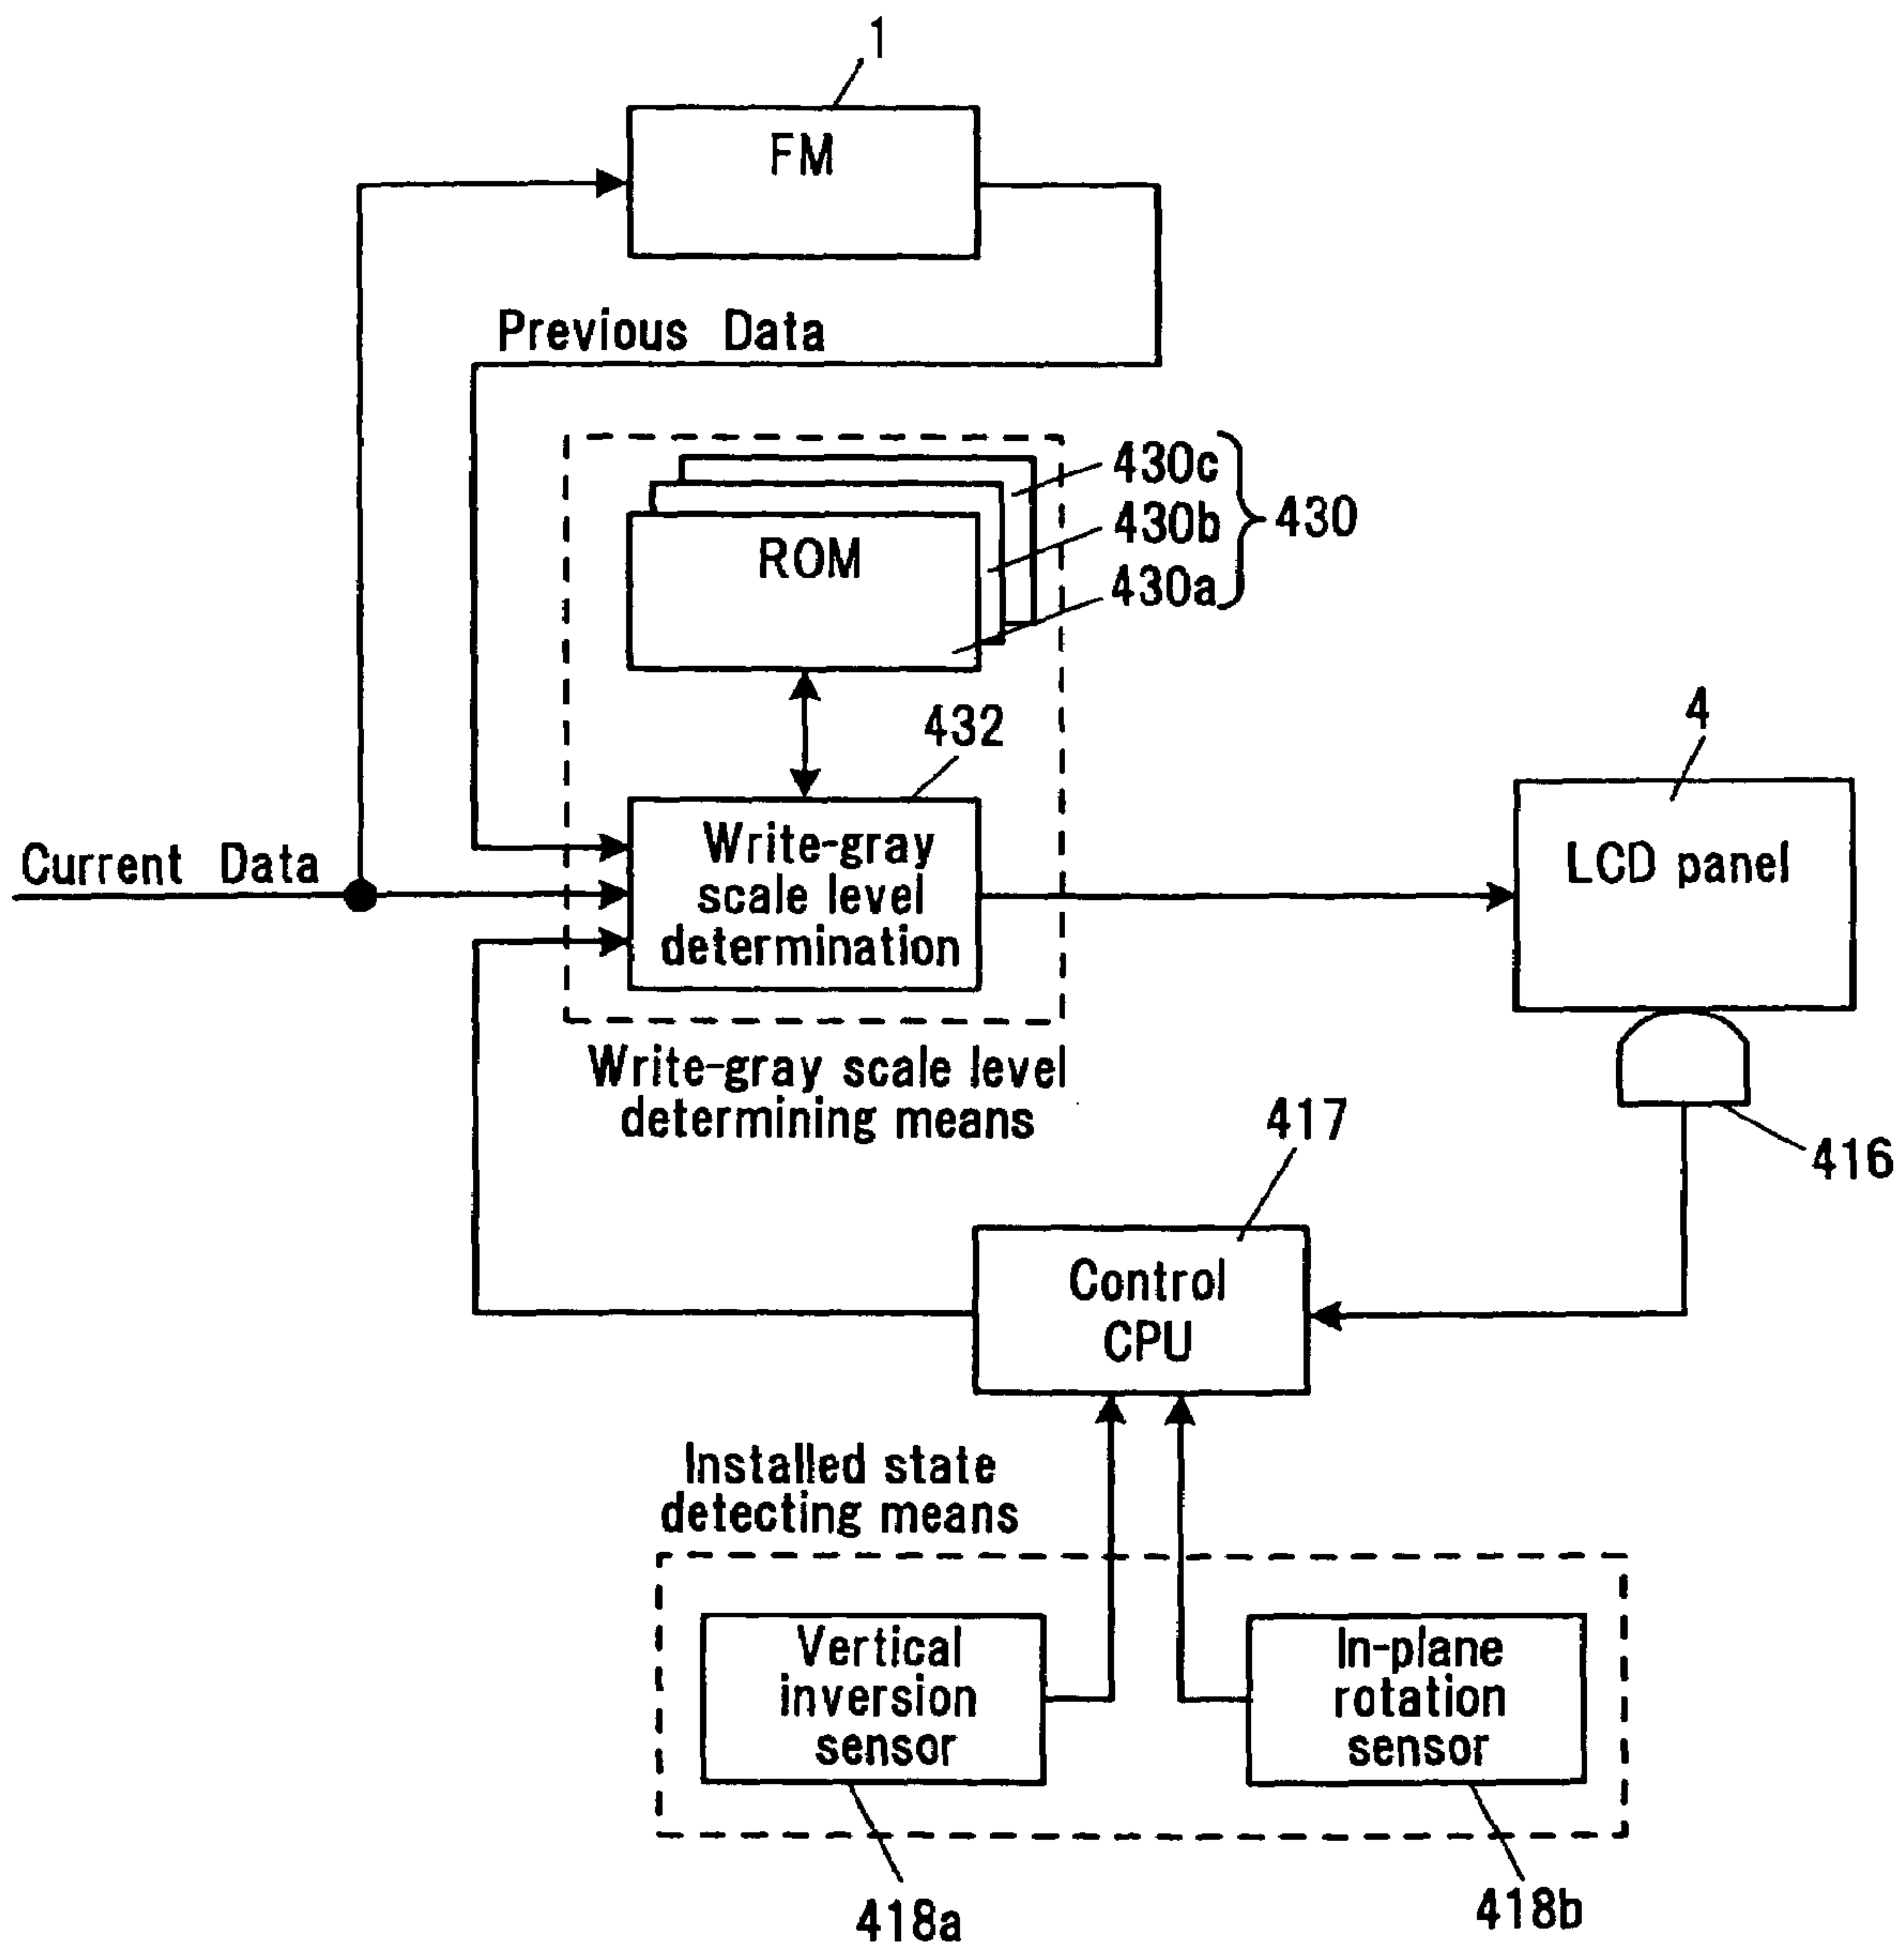 1
FM
Previous Data
430c
430b
430
430a
ROM
432
4
Current Data
Write-gray
scale level
determination
LCD panel
Write-gray scale level
determining means
417
416
Control
CPU
Installed state
detecting means
Vertical
inversion
sensor
In-plane
rotation
sensor
418a
418b